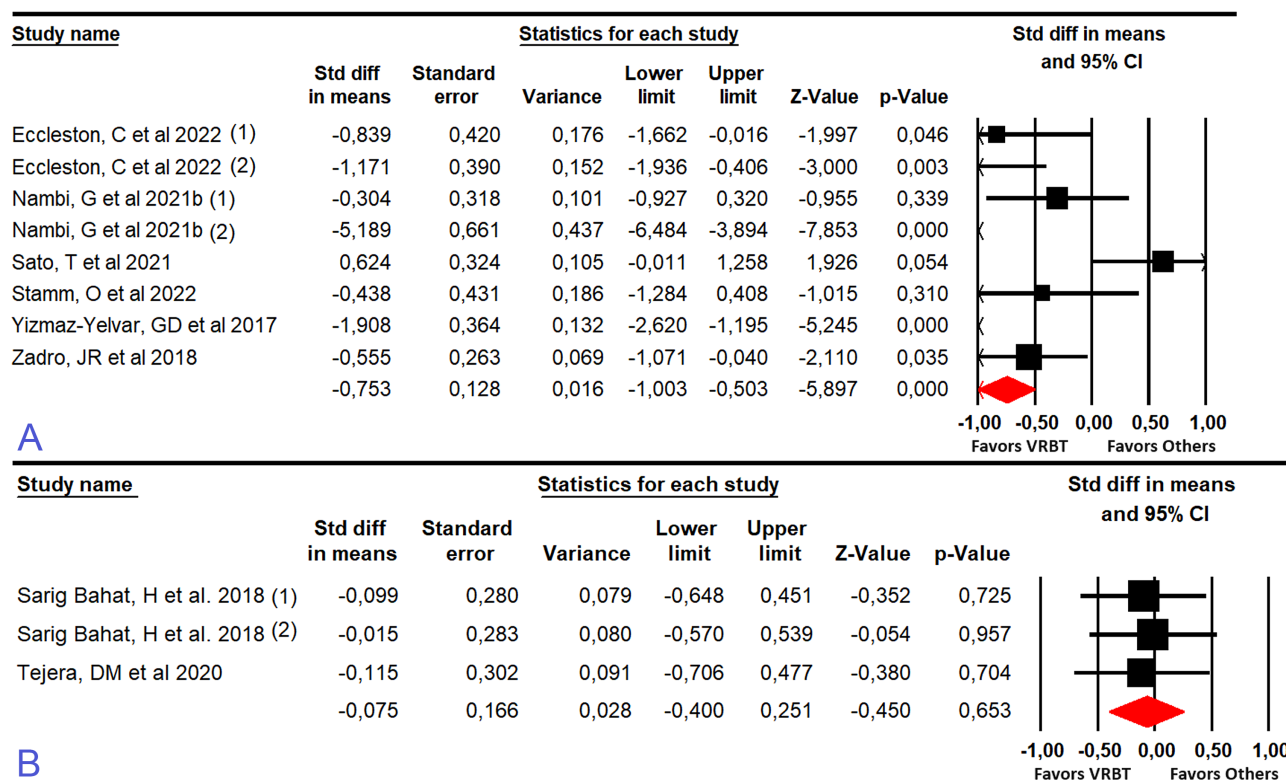 Study name Statistics for each study Std diff in means
and 95% CI
Std diff Standard Lower Upper
in means error Variance limit limit Z-Value p-Value
Eccleston, C et al 2022 (1) -0,839 0,420 0,176 -1,662 -0,016 -1,997 0,046
Eccleston, C et al 2022 (2) -1,171 0,390 0,152 -1,936 -0,406 -3,000 0,003
Nambi, G et al 2021b (1) -0,304 0,318 0,101 -0,927 0,320 -0,955 0,339
Nambi, G et al 2021b (2) -5,189 0,661 0,437 -6,484 -3,894 -7,853 0,000
Sato, T et al 2021 0,624 0,324 0,105 -0,011 1,258 1,926 0,054
Stamm, O et al 2022 -0,438 0,431 0,186 -1,284 0,408 -1,015 0,310
Yizmaz-Yelvar, GD et al 2017 -1,908 0,364 0,132 -2,620 -1,195 -5,245 0,000
Zadro, JR et al 2018 -0,555 0,263 0,069 -1,071 -0,040 -2,110 0,035
-0,753 0,128 0,016 -1,003 -0,503 -5,897 0,000
-1,00 -0,50 0,00 0,50 1,00
A Favors VRBT Favors Others
Study name Statistics for each study Std diff in means
and 95% CI
Std diff Standard Lower Upper
in means error Variance limit limit Z-Value p-Value
Sarig Bahat, H et al. 2018 (1) -0,099 0,280 0,079 -0,648 0,451 -0,352 0,725
Sarig Bahat, H et al. 2018 (2) -0,015 0,283 0,080 -0,570 0,539 -0,054 0,957
Tejera, DM et al 2020 -0,115 0,302 0,091 -0,706 0,477 -0,380 0,704
-0,075 0,166 0,028 -0,400 0,251 -0,450 0,653
-1,00 -0,50 0,00 0,50 1,00
B Favors VRBT Favors Others